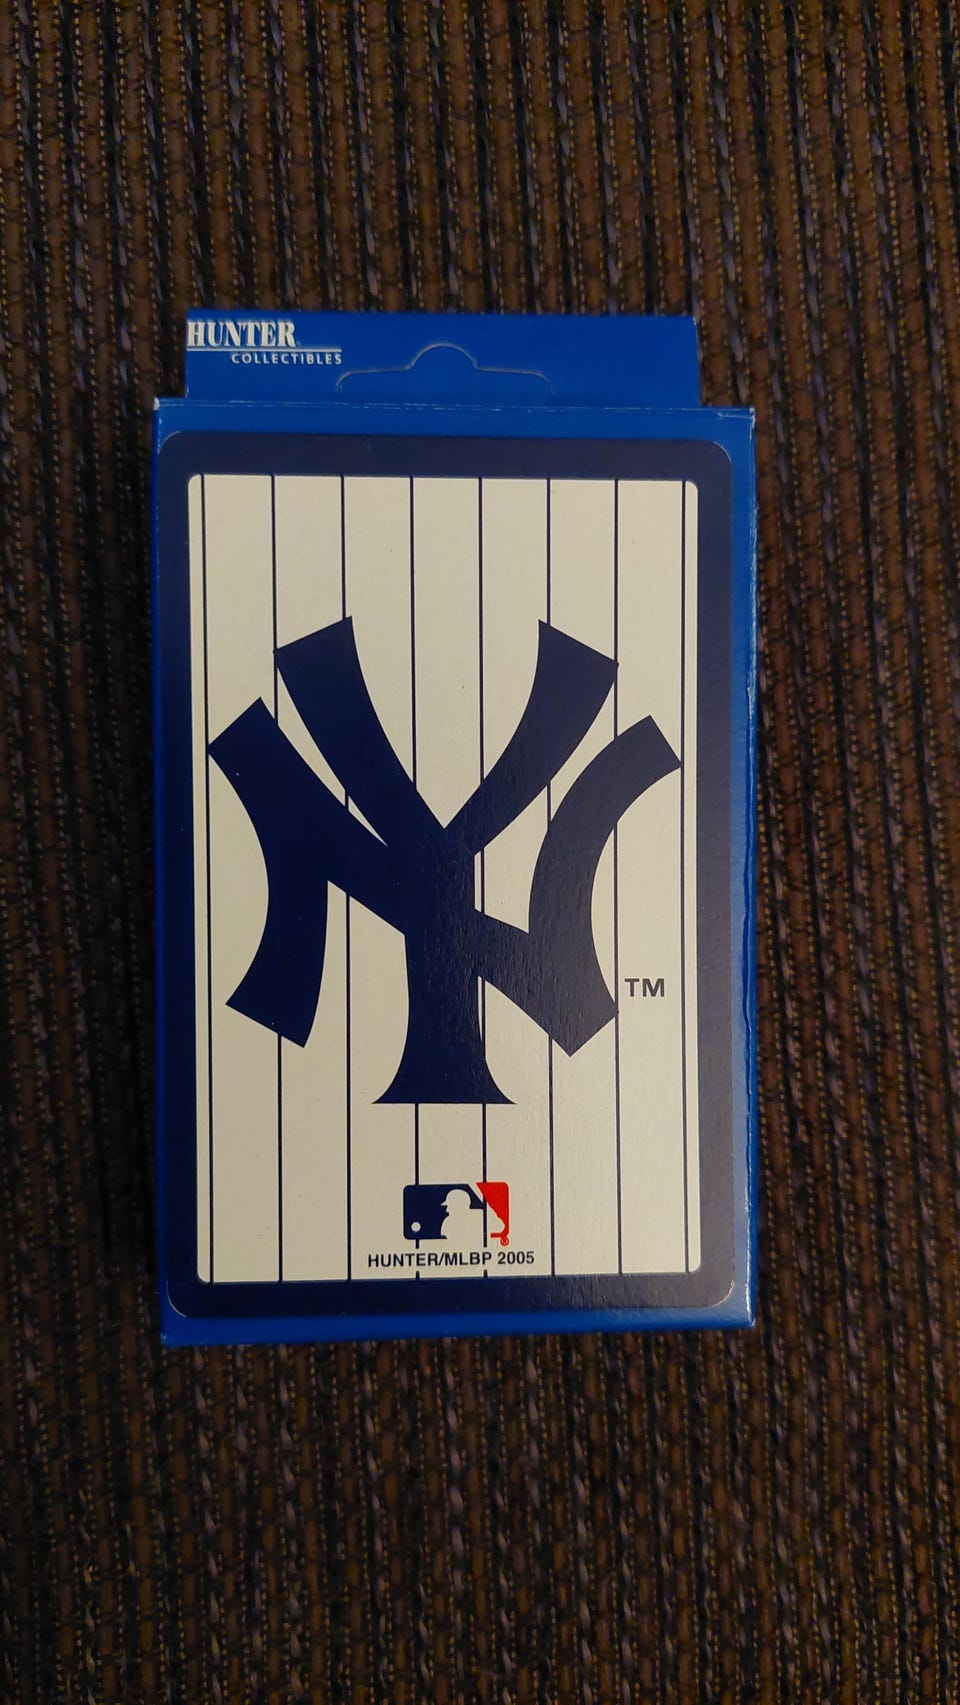 HUNTER
COLLECTIBLES
NY
TM
HUNTER/MLBP 2005